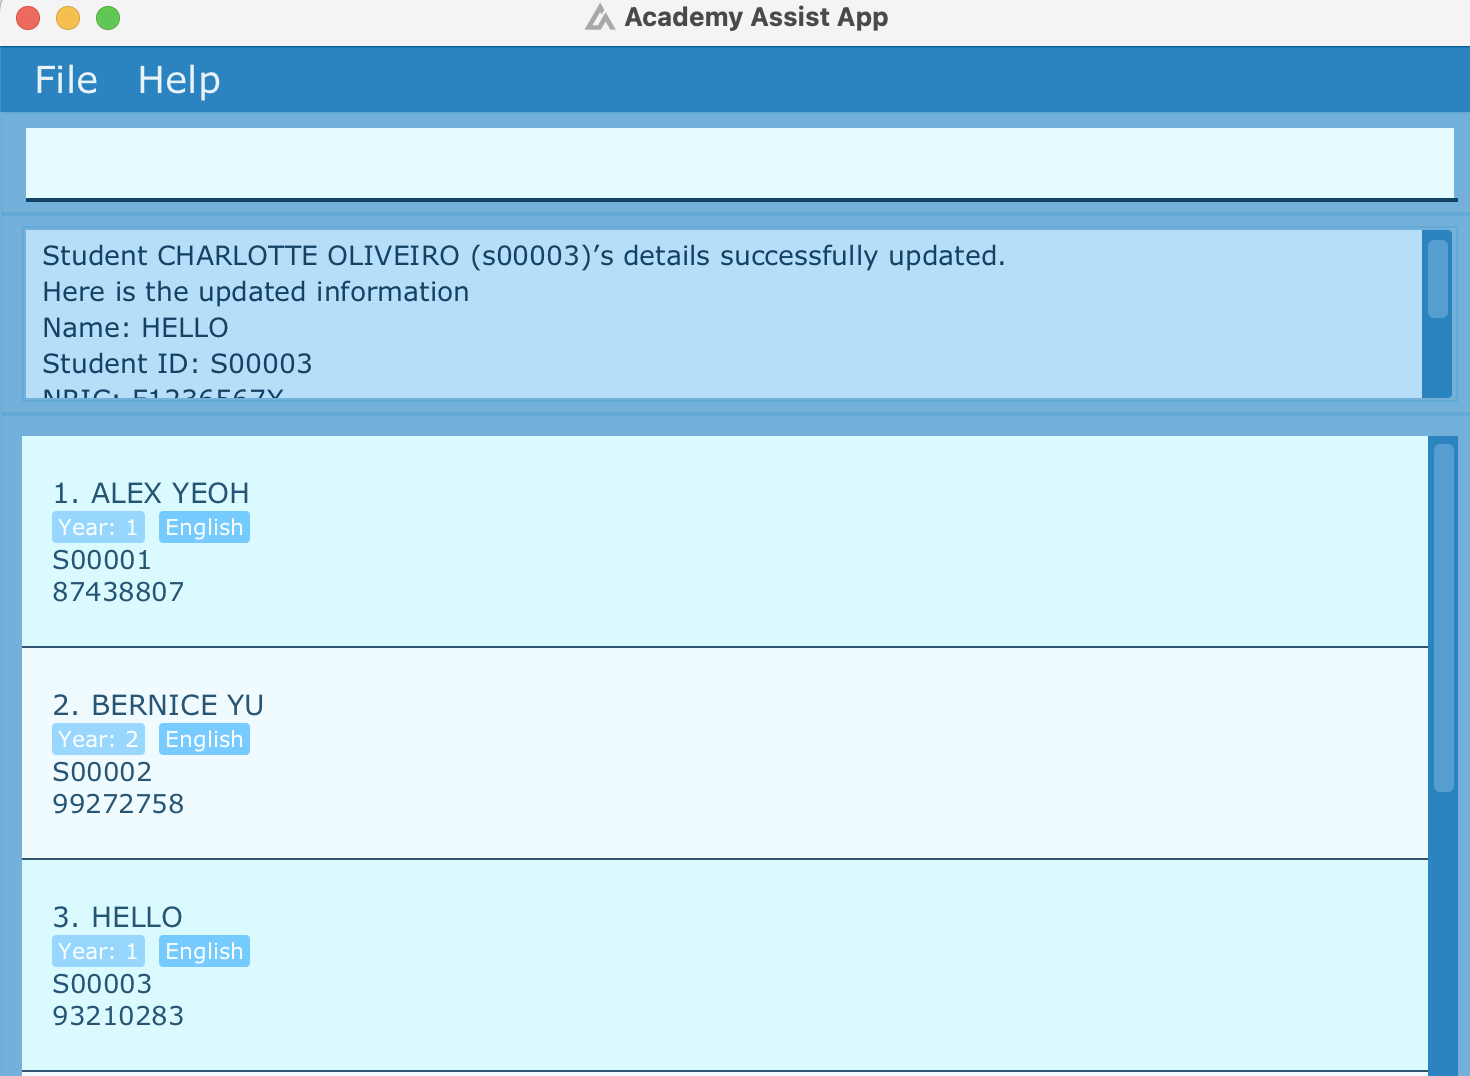 Academy Assist App
File Help
Student CHARLOTTE OLIVEIRO (s00003)’s details successfully updated.
Here is the updated information
Name: HELLO
Student ID: S00003
NRIC: F1236567X
1. ALEX YEOH
Year: 1 English
S00001
87438807
2. BERNICE YU
Year: 2 English
S00002
99272758
3. HELLO
Year: 1 English
S00003
93210283